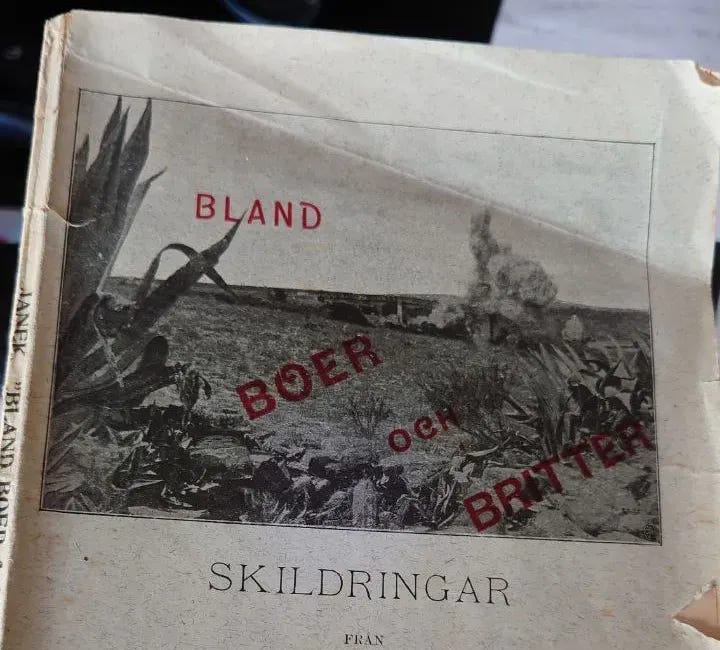 BLAND
BOER
OCH
BRITTER
SKILDRINGAR
FRÅN
JANEK, "BLAND BOER